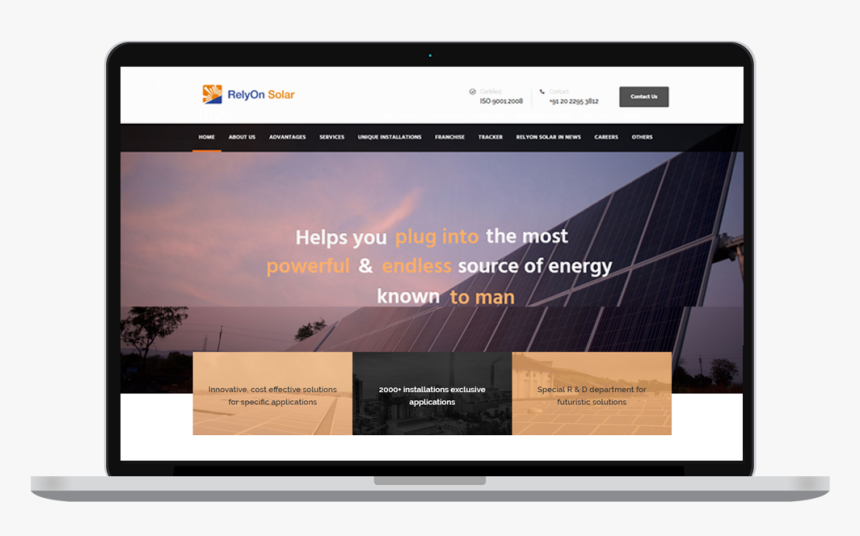 RelyOn Solar
Certified
ISO 9001:2008
Contact
+91 20 2295 3812
Contact Us
HOME ABOUT US ADVANTAGES SERVICES UNIQUE INSTALLATIONS FRANCHISE TRACKER RELYON SOLAR IN NEWS CAREERS OTHERS
Helps you plug into the most
powerful & endless source of energy
known to man
Innovative, cost effective solutions
for specific applications
2000+ installations exclusive
applications
Special R & D department for
futuristic solutions